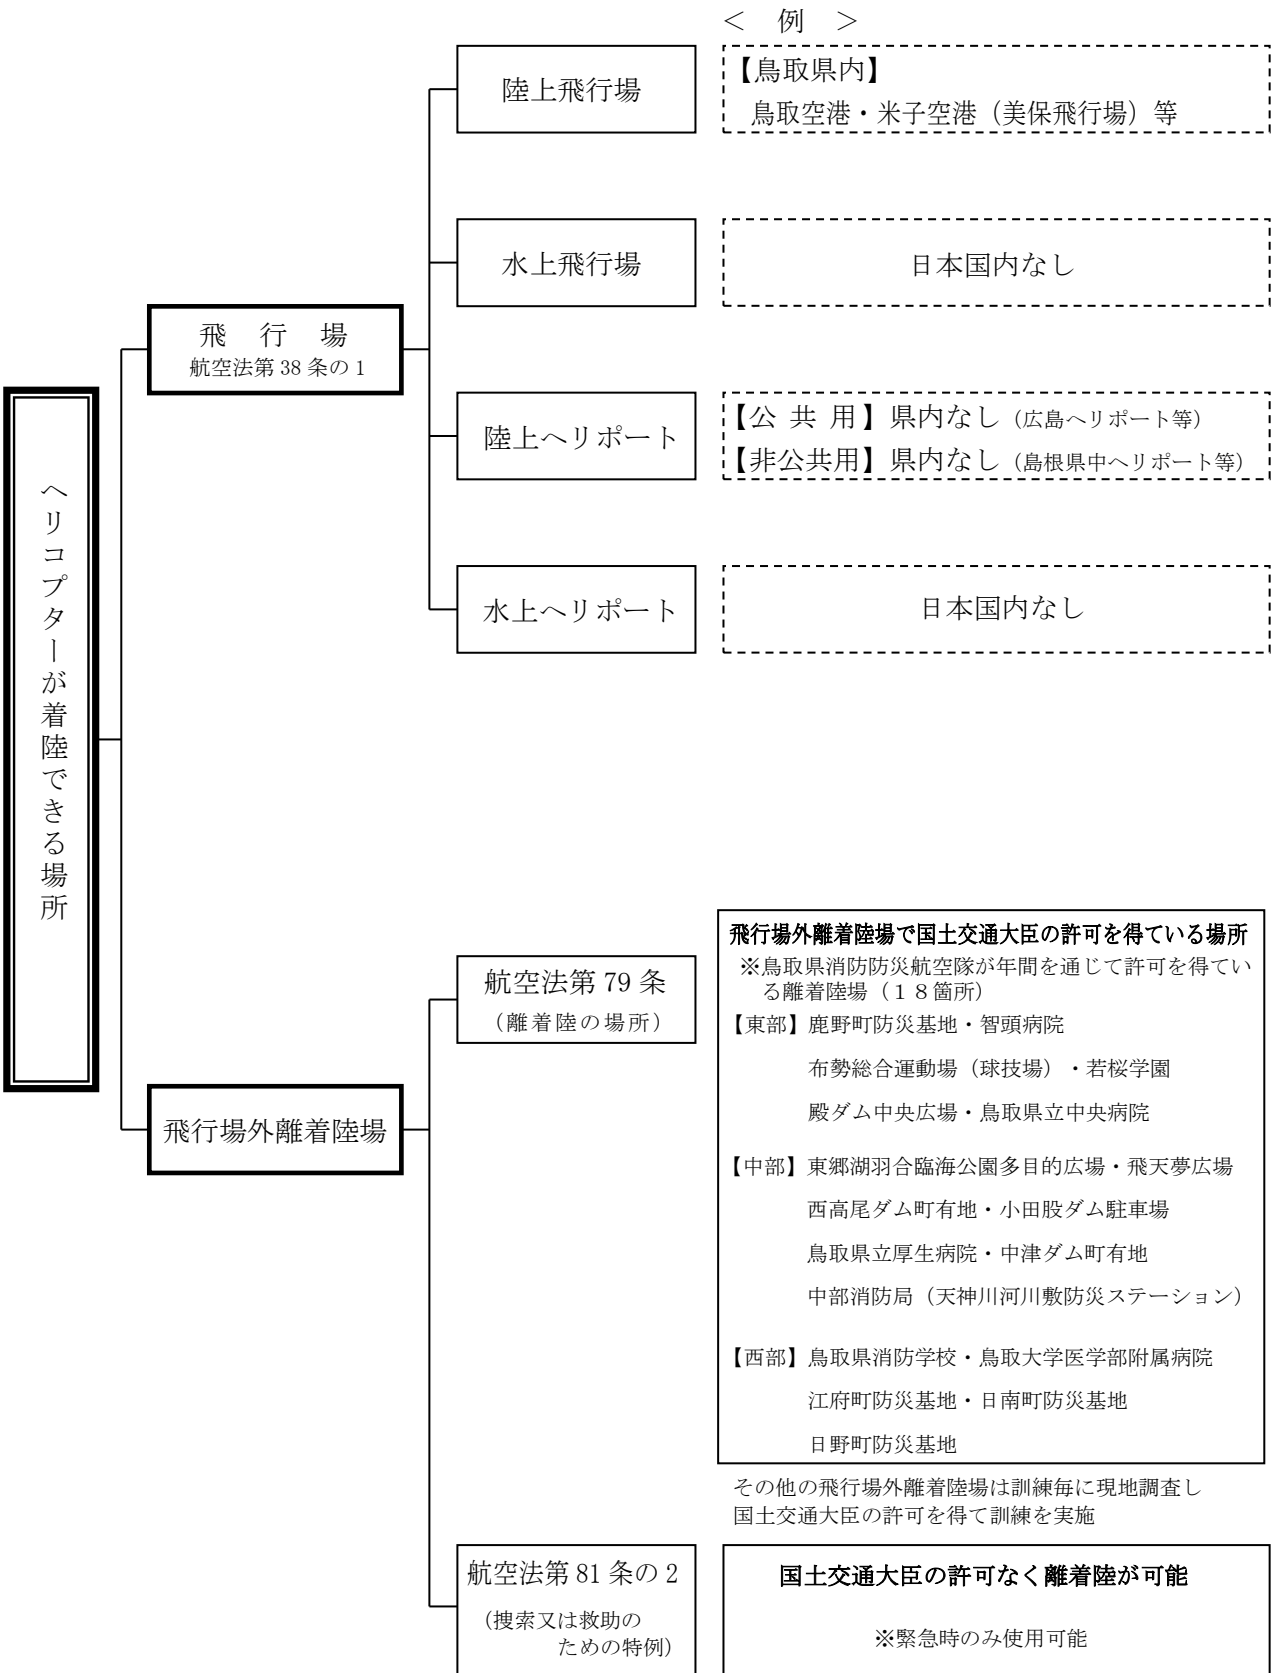 ＜　例　＞
陸上飛行場
【鳥取県内】
鳥取空港・米子空港（美保飛行場）等
水上飛行場
日本国内なし
飛　行　場
航空法第 38 条の 1
陸上ヘリポート
【公 共 用】県内なし（広島ヘリポート等）
【非公共用】県内なし（島根県中ヘリポート等）
水上ヘリポート
日本国内なし
ヘリコプターが着陸できる場所
飛行場外離着陸場
航空法第 79 条
（離着陸の場所）
飛行場外離着陸場で国土交通大臣の許可を得ている場所
※鳥取県消防防災航空隊が年間を通じて許可を得てい
る離着陸場（１８箇所）
【東部】鹿野町防災基地・智頭病院
布勢総合運動場（球技場）・若桜学園
殿ダム中央広場・鳥取県立中央病院
【中部】東郷湖羽合臨海公園多目的広場・飛天夢広場
西高尾ダム町有地・小田股ダム駐車場
鳥取県立厚生病院・中津ダム町有地
中部消防局（天神川河川敷防災ステーション）
【西部】鳥取県消防学校・鳥取大学医学部附属病院
江府町防災基地・日南町防災基地
日野町防災基地
その他の飛行場外離着陸場は訓練毎に現地調査し
国土交通大臣の許可を得て訓練を実施
航空法第 81 条の 2
（捜索又は救助の
ための特例）
国土交通大臣の許可なく離着陸が可能
※緊急時のみ使用可能